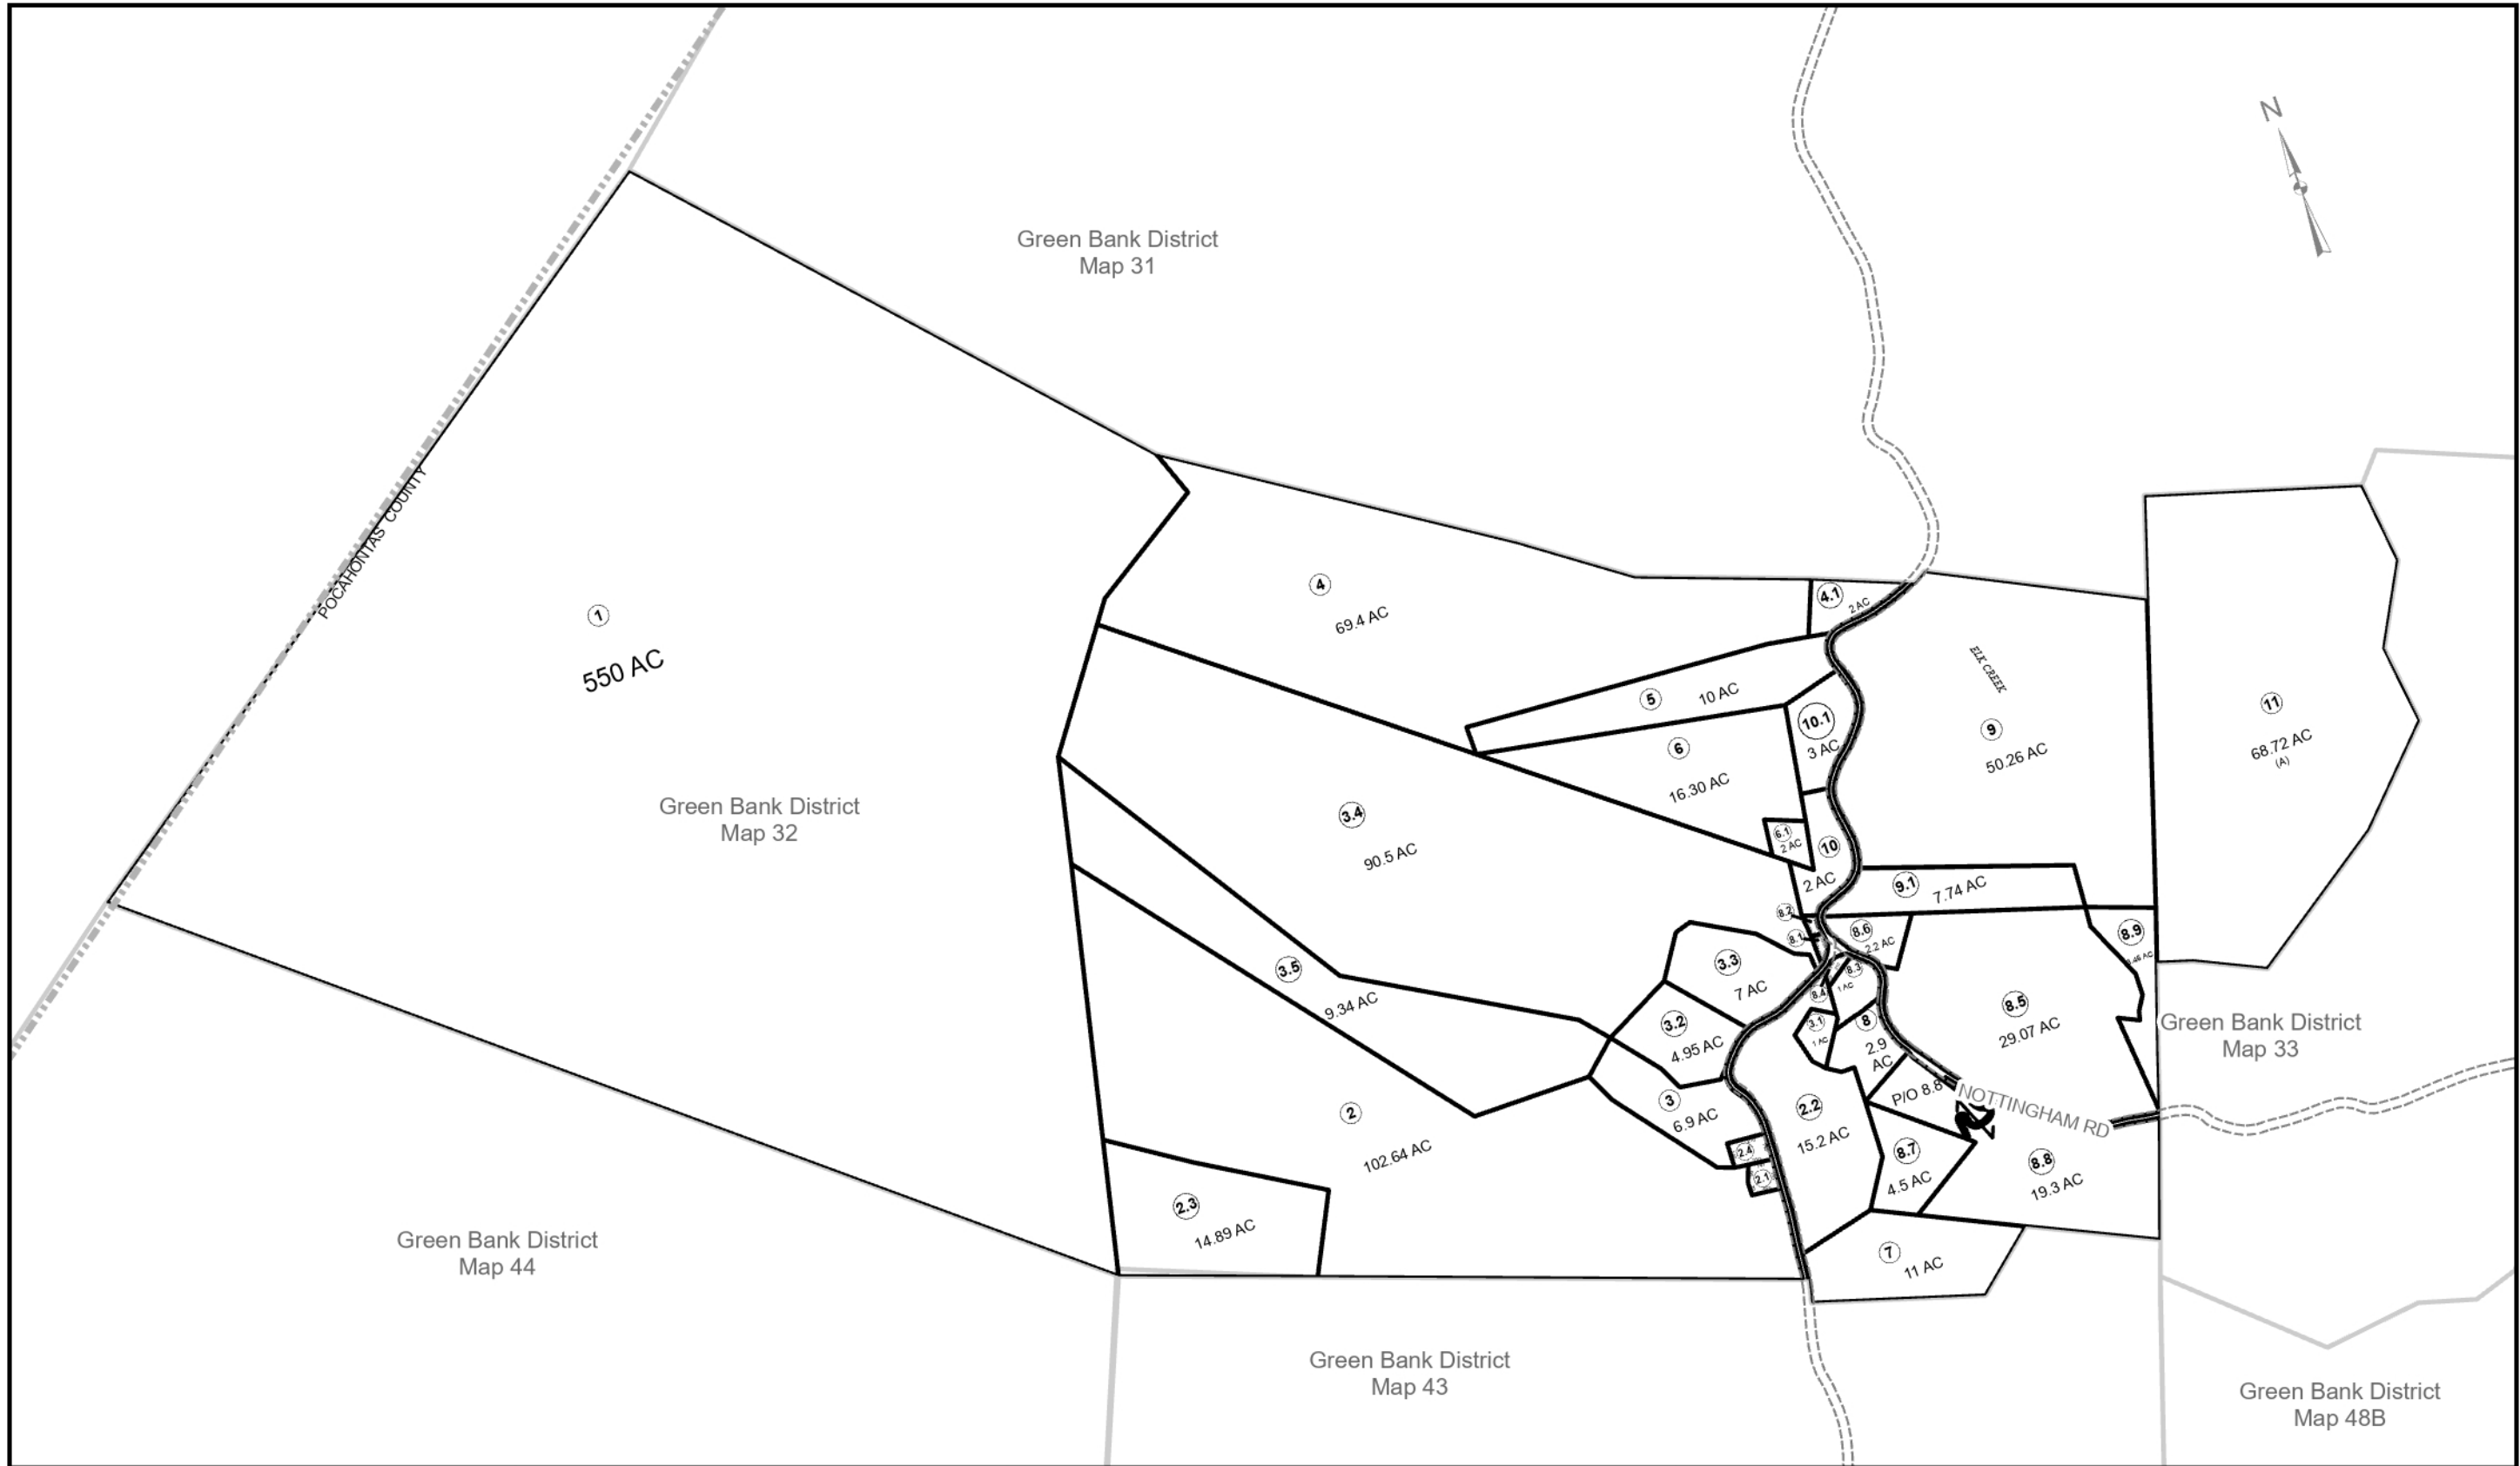 N
Green Bank District
Map 31
POCAHONTAS COUNTY
1
550 AC
4
69.4 AC
4.1
2 AC
ELK CREEK
5
10 AC
10.1
3 AC
6
16.30 AC
9
50.26 AC
11
68.72 AC
(A)
Green Bank District
Map 32
3.4
90.5 AC
6.1
2 AC
10
2 AC
9.1
7.74 AC
8.2
8.1
8.6
2.2 AC
8.9
3.3
7 AC
8.3
1 AC
8.4
3.5
9.34 AC
8.5
29.07 AC
3.2
4.95 AC
3.1
1 AC
8
2.9
AC
Green Bank District
Map 33
P/O 8.8
NOTTINGHAM RD
3
6.9 AC
2.2
15.2 AC
2
102.64 AC
2.4
2.1
8.7
4.5 AC
8.8
19.3 AC
2.3
14.89 AC
7
11 AC
Green Bank District
Map 44
Green Bank District
Map 43
Green Bank District
Map 48B